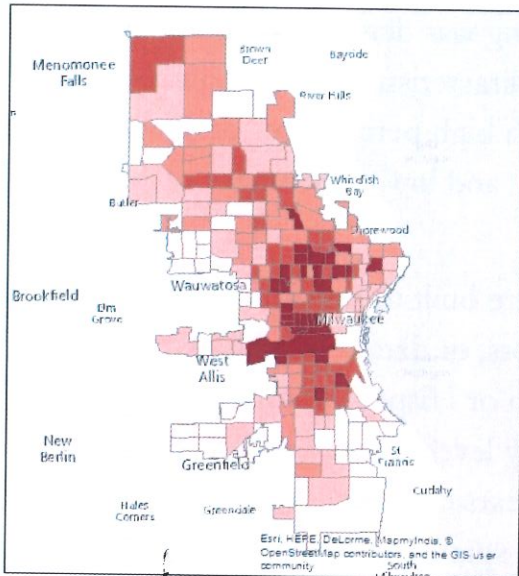 Brown
Deer
Bayside
Menomonee
Falls
River Hills
Whitefish
Bay
Butler
Shorewood
Wauwatosa
Brookfield
Elm
Grove
Milwaukee
West
Allis
New
Berlin
Greenfield
St
Francis
Cudahy
Hales
Corners
Greendale
Esri, HERE, DeLorme, MapmyIndia, ©
OpenStreetMap contributors, and the GIS user
community
South